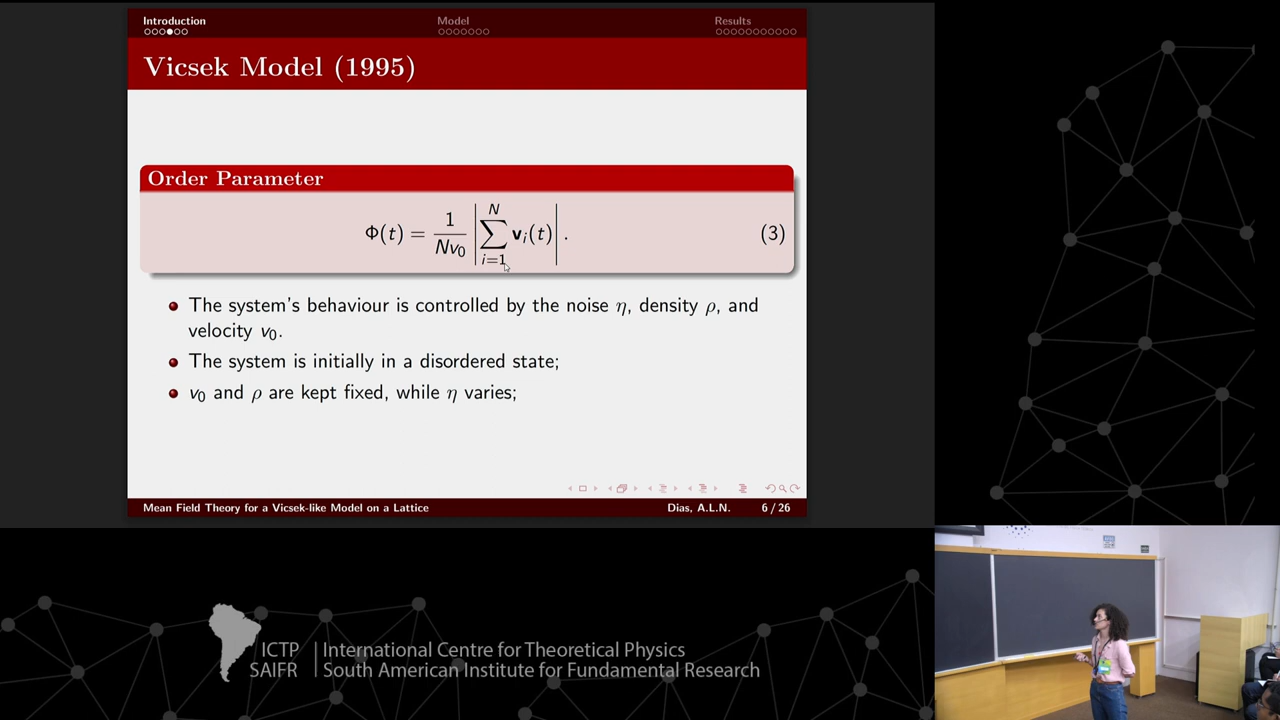 Introduction
Model
Results
Vicsek Model (1995)
Order Parameter
Φ(t) = 1/Nv₀ |∑_{i=1}^{N} v_i(t)| . (3)
The system's behaviour is controlled by the noise η, density ρ, and
velocity v₀.
The system is initially in a disordered state;
v₀ and ρ are kept fixed, while η varies;
Mean Field Theory for a Vicsek-like Model on a Lattice
Dias, A.L.N.
6 / 26
ICTP
SAIFR
International Centre for Theoretical Physics
South American Institute for Fundamental Research